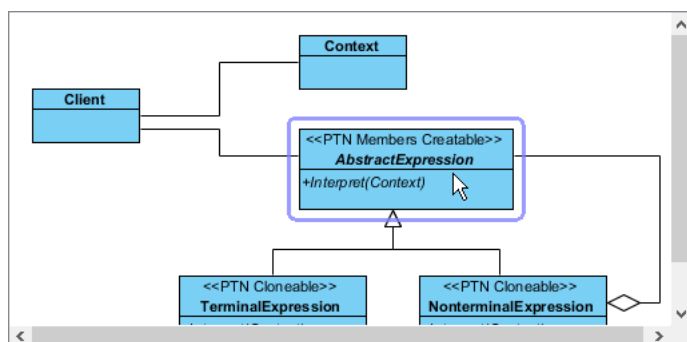 Context
Client
<<PTN Members Creatable>>
AbstractExpression
+Interpret(Context)
<<PTN Cloneable>>
TerminalExpression
<<PTN Cloneable>>
NonterminalExpression